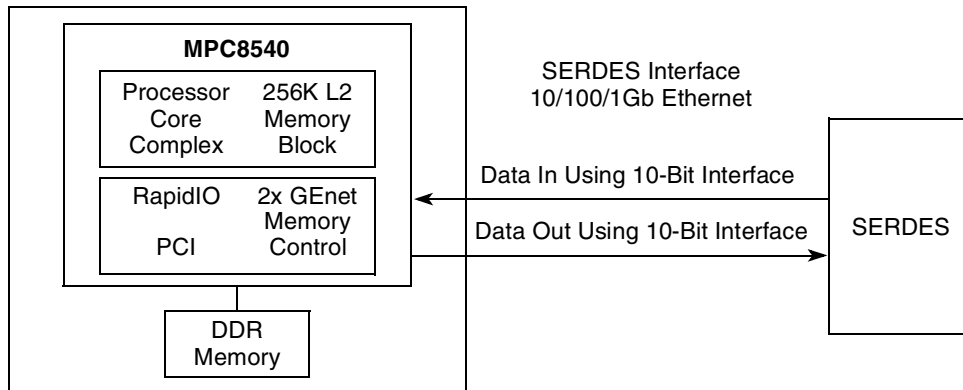 MPC8540
Processor 256K L2
Core Memory
Complex Block
RapidIO 2x GEnet
Memory
PCI Control
DDR
Memory
SERDES Interface
10/100/1Gb Ethernet
Data In Using 10-Bit Interface
Data Out Using 10-Bit Interface
SERDES